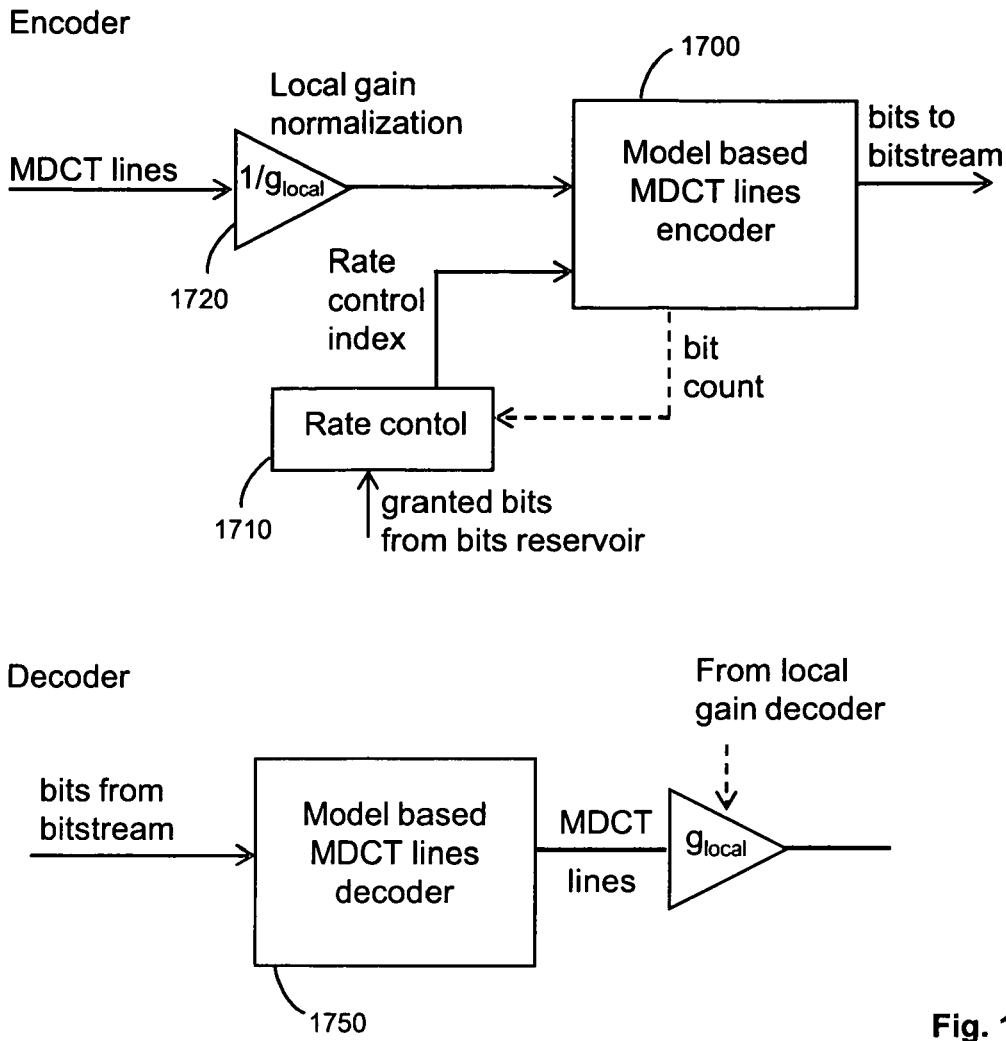 Encoder
1700
Local gain
normalization
bits to
bitstream
MDCT lines
1/glocal
Model based
MDCT lines
encoder
1720
Rate
control
index
bit
count
Rate contol
1710
granted bits
from bits reservoir
Decoder
From local
gain decoder
bits from
bitstream
Model based
MDCT lines
decoder
MDCT
lines
glocal
1750
Fig. 1